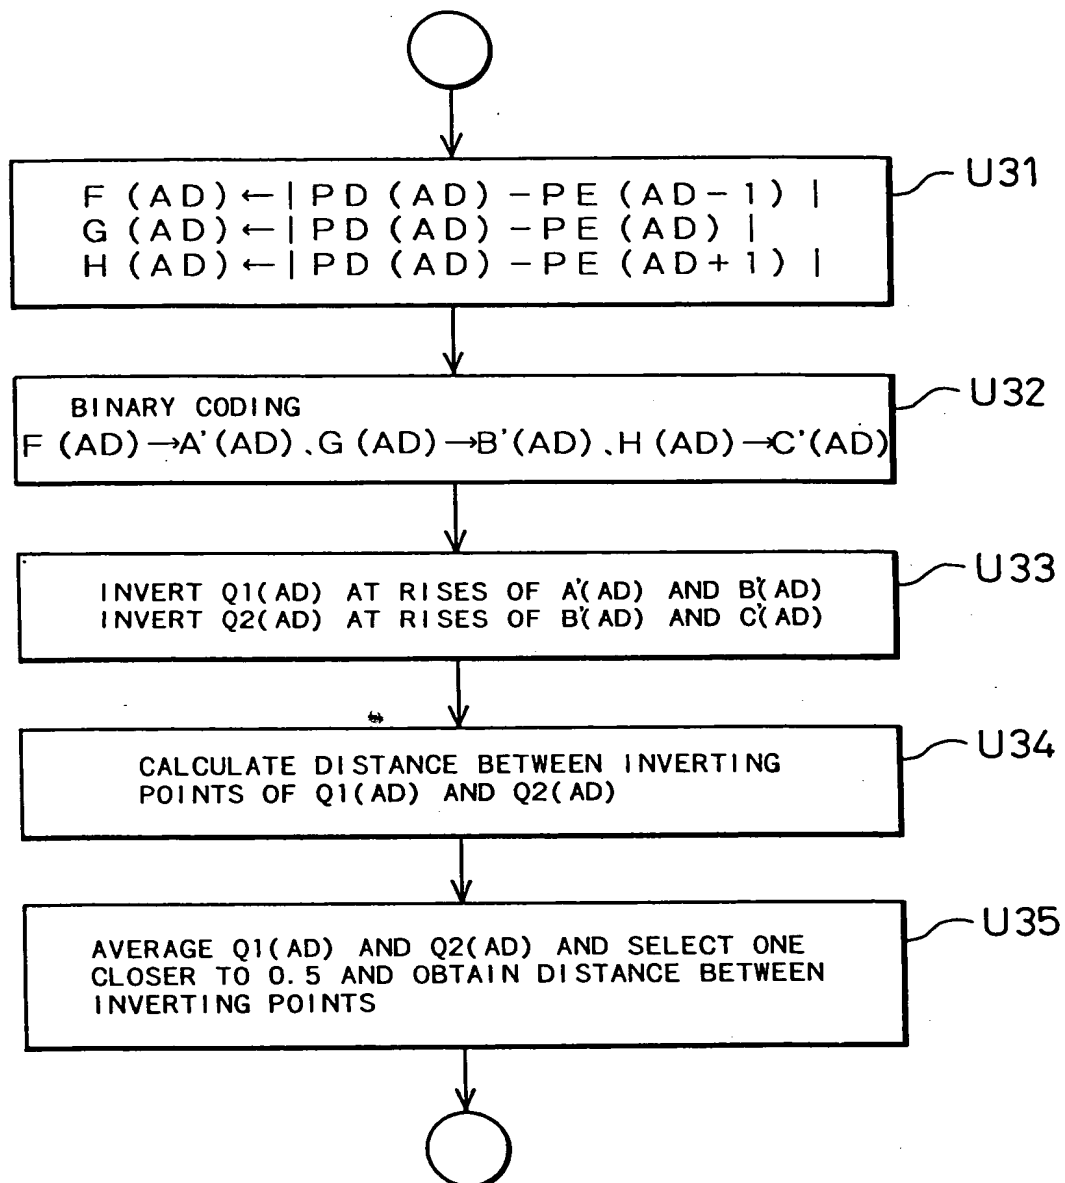 U31
F (AD) ← | PD (AD) − PE (AD−1) |
G (AD) ← | PD (AD) − PE (AD) |
H (AD) ← | PD (AD) − PE (AD+1) |
U32
BINARY CODING
F (AD) → A'(AD) . G (AD) → B'(AD) . H (AD) → C'(AD)
U33
INVERT Q1(AD) AT RISES OF A'(AD) AND B'(AD)
INVERT Q2(AD) AT RISES OF B'(AD) AND C'(AD)
U34
CALCULATE DISTANCE BETWEEN INVERTING
POINTS OF Q1(AD) AND Q2(AD)
U35
AVERAGE Q1(AD) AND Q2(AD) AND SELECT ONE
CLOSER TO 0.5 AND OBTAIN DISTANCE BETWEEN
INVERTING POINTS